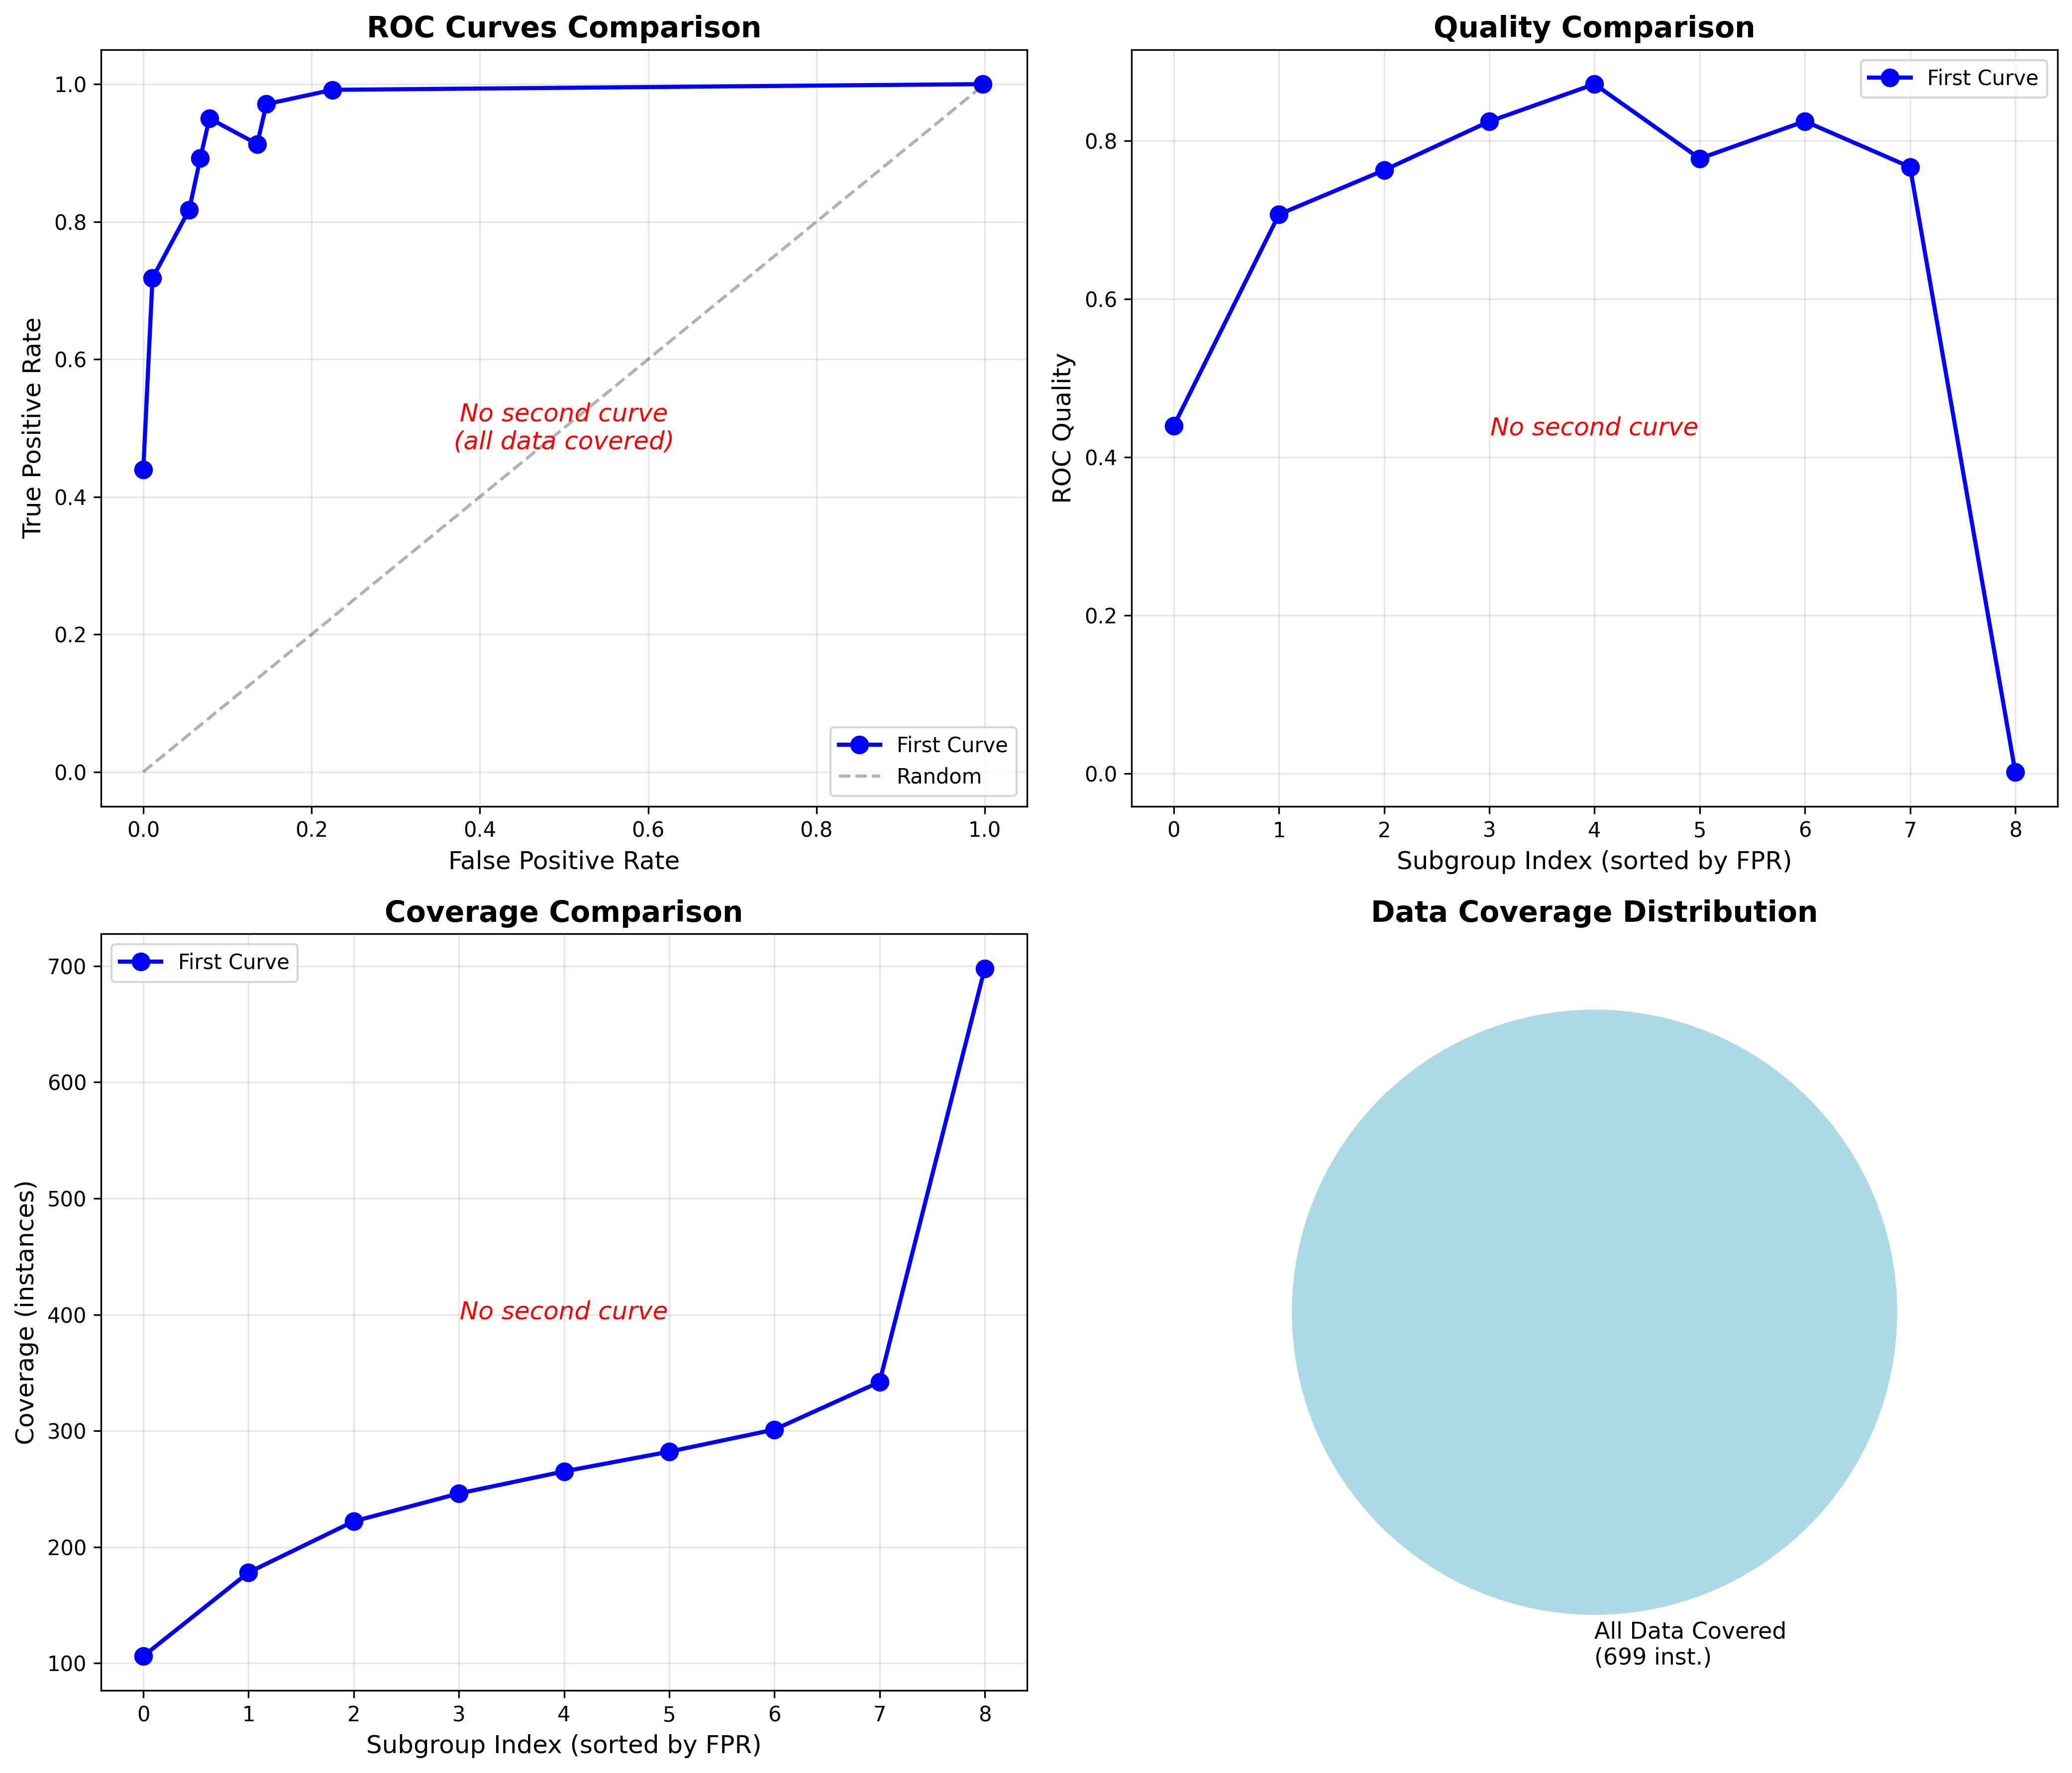 ROC Curves Comparison
True Positive Rate
1.0
0.8
0.6
0.4
0.2
0.0
No second curve
(all data covered)
First Curve
Random
0.0 0.2 0.4 0.6 0.8 1.0
False Positive Rate
Quality Comparison
ROC Quality
0.8
0.6
0.4
0.2
0.0
First Curve
No second curve
0 1 2 3 4 5 6 7 8
Subgroup Index (sorted by FPR)
Coverage Comparison
Coverage (instances)
700
600
500
400
300
200
100
First Curve
No second curve
0 1 2 3 4 5 6 7 8
Subgroup Index (sorted by FPR)
Data Coverage Distribution
All Data Covered
(699 inst.)